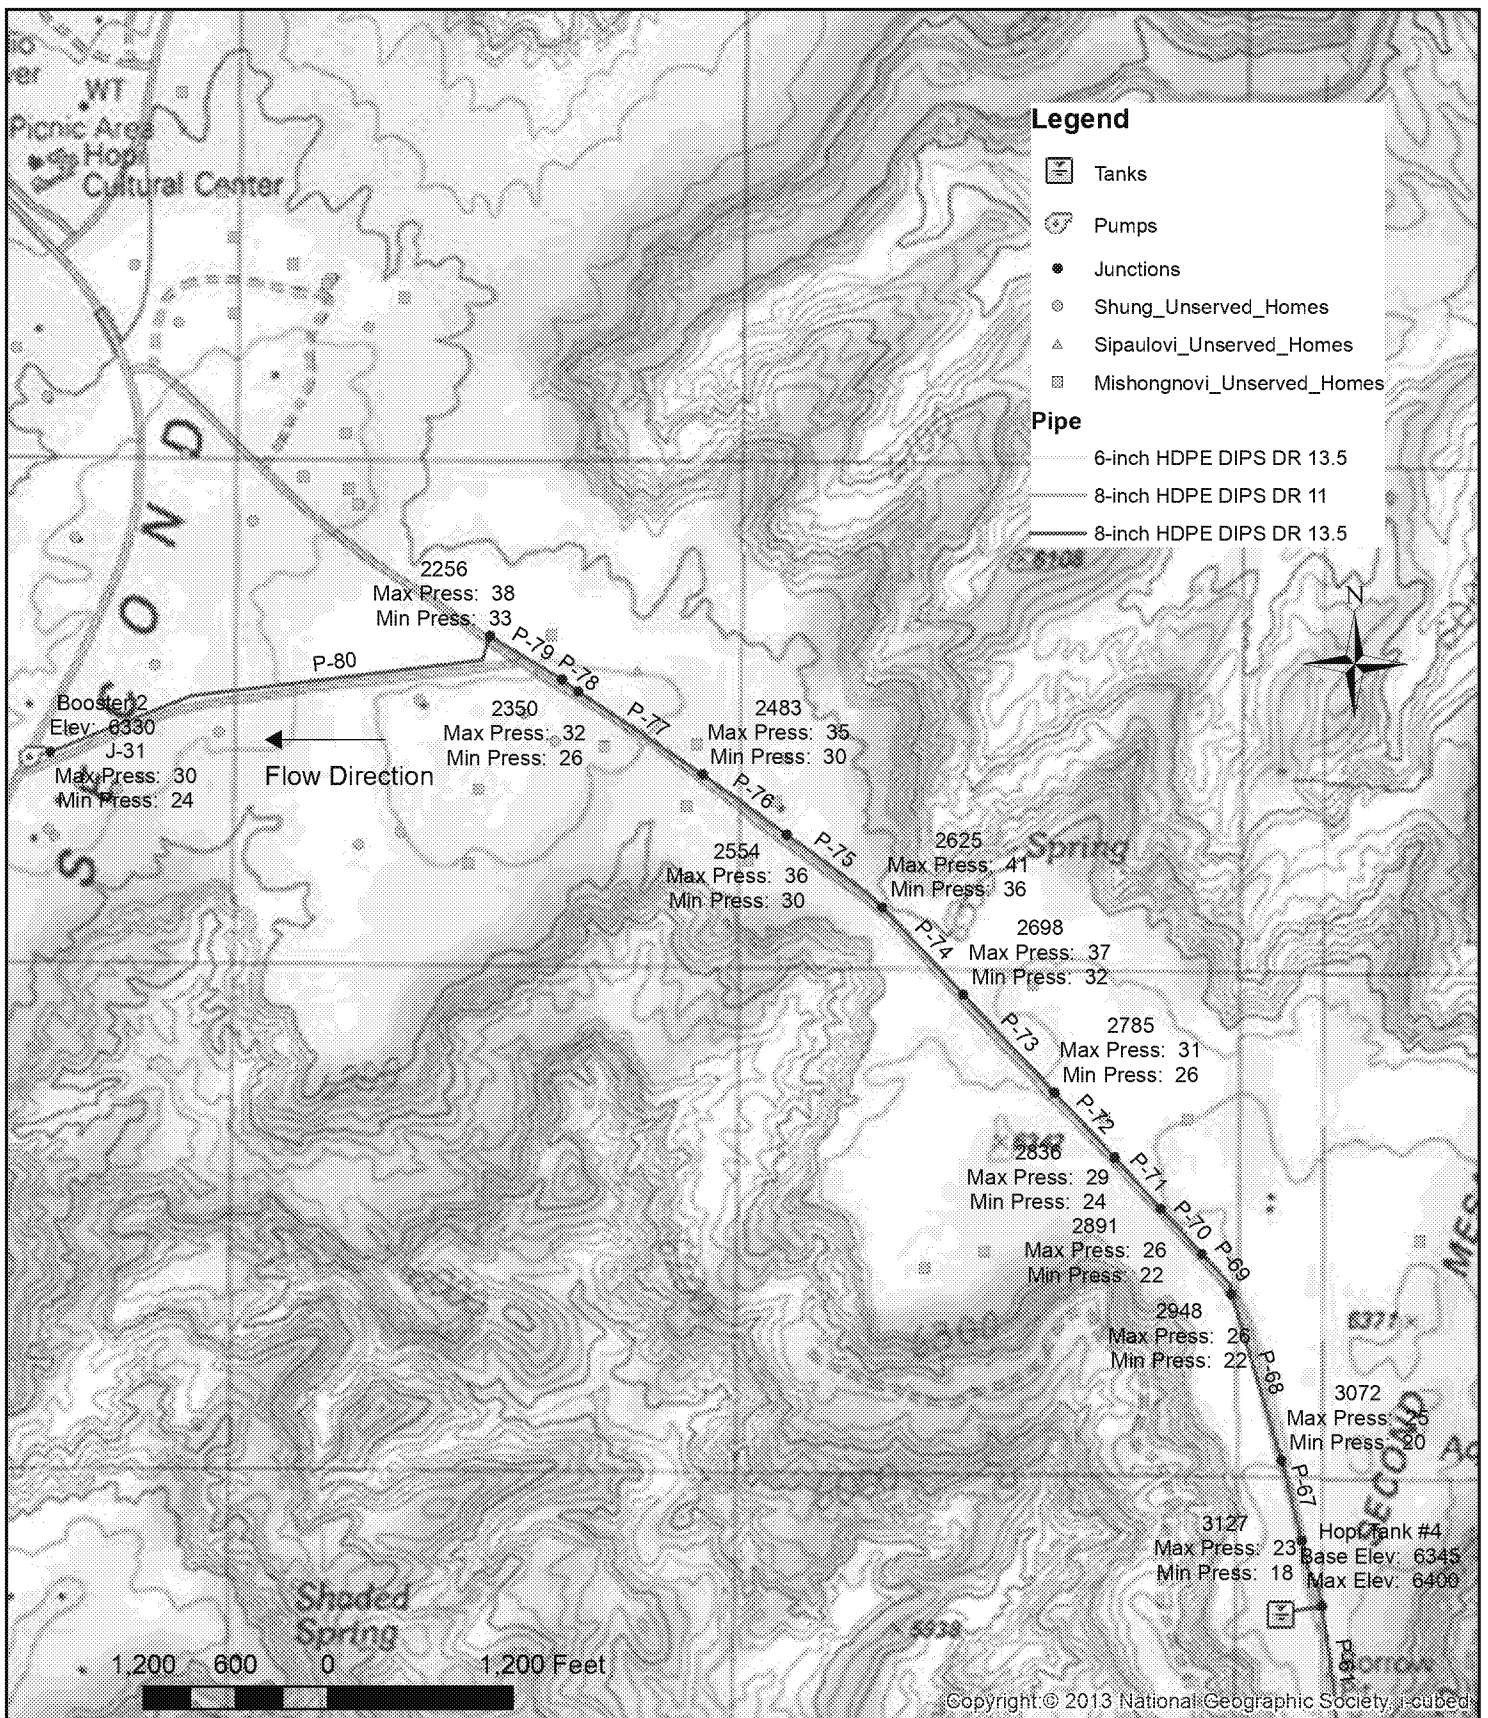 WT
Picnic Area
Hopi
Cultural Center
Legend
Tanks
Pumps
Junctions
Shung_Unserved_Homes
Sipaulovi_Unserved_Homes
Mishongnovi_Unserved_Homes
Pipe
6-inch HDPE DIPS DR 13.5
8-inch HDPE DIPS DR 11
8-inch HDPE DIPS DR 13.5
N
SECOND
2256
Max Press: 38
Min Press: 33
P-80
P-79
P-78
P-77
P-76
P-75
P-74
P-73
P-72
P-71
P-70
P-69
P-68
P-67
Booster 2
Elev: 6330
J-31
Max Press: 30
Min Press: 24
Flow Direction
2350
Max Press: 32
Min Press: 26
2483
Max Press: 35
Min Press: 30
2554
Max Press: 36
Min Press: 30
2625
Max Press: 41
Min Press: 36
Spring
2698
Max Press: 37
Min Press: 32
2785
Max Press: 31
Min Press: 26
6342
2836
Max Press: 29
Min Press: 24
2891
Max Press: 26
Min Press: 22
2948
Max Press: 26
Min Press: 22
6371
3072
Max Press: 25
Min Press: 20
SECOND
MES
3127
Max Press: 23
Min Press: 18
Hopi Tank #4
Base Elev: 6345
Max Elev: 6400
Shaded
Spring
5938
1,200 600 0 1,200 Feet
Copyright:© 2013 National Geographic Society, i-cubed